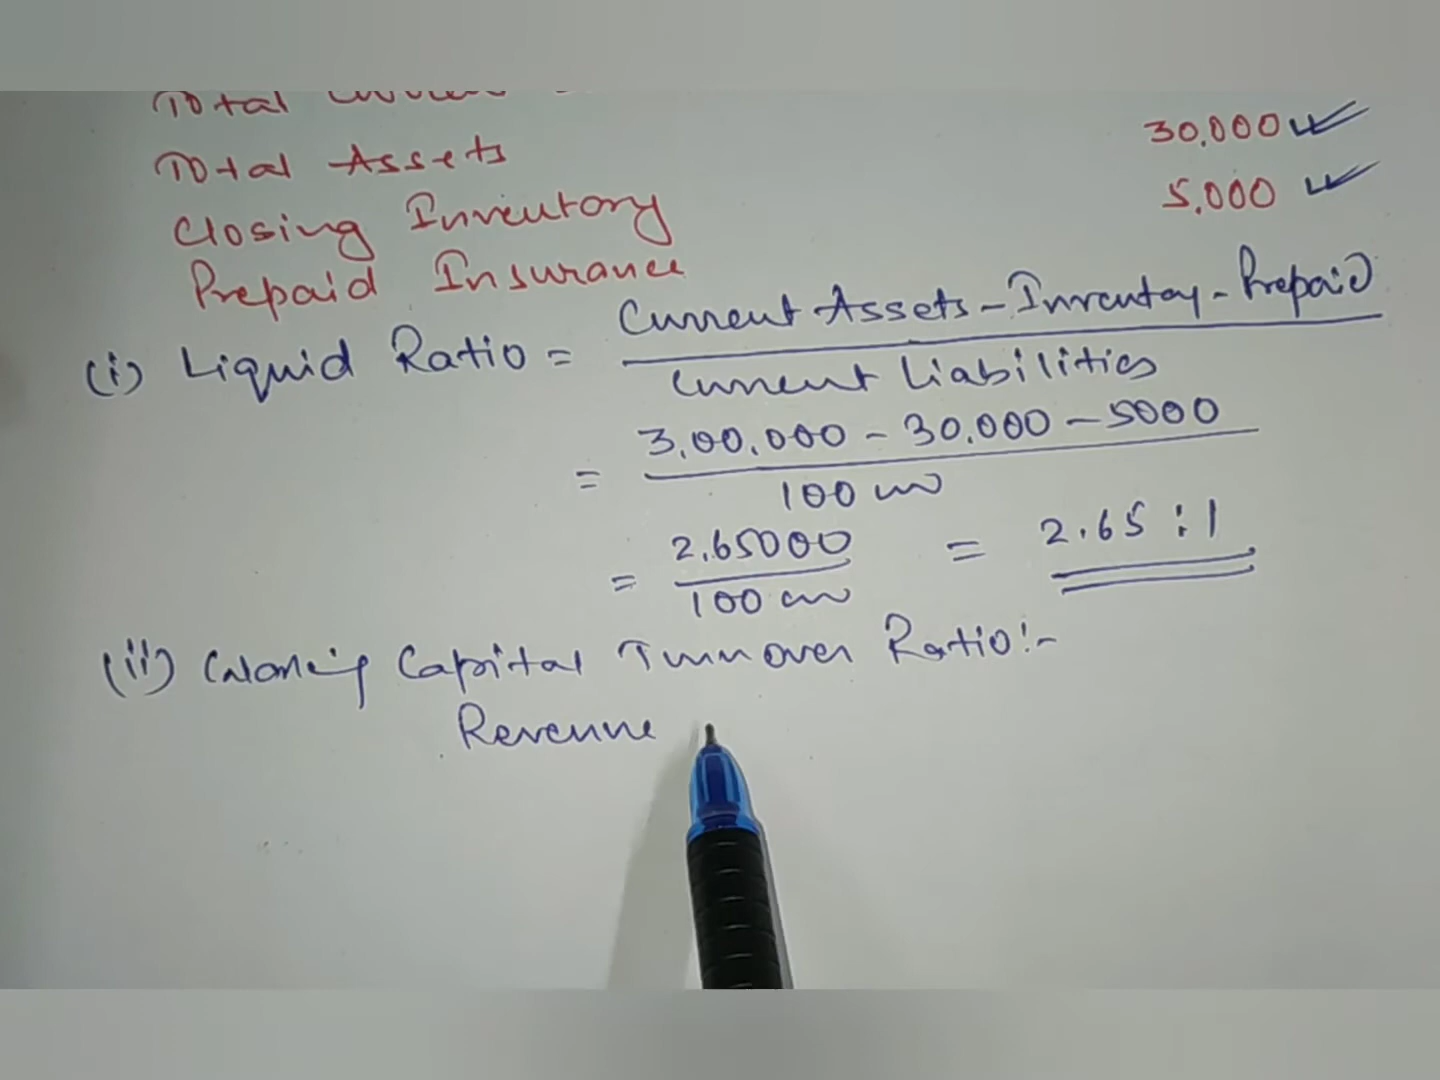 Total
Total Assets 30,000
Closing Inventory 5,000
Prepaid Insurance
(i) Liquid Ratio = Current Assets - Inventory - Prepaid
Current Liabilities
= 3,00,000 - 30,000 - 5000
100
= 2,65000 = 2.65 : 1
100
(ii) Capital Turnover Ratio:-
Revenue